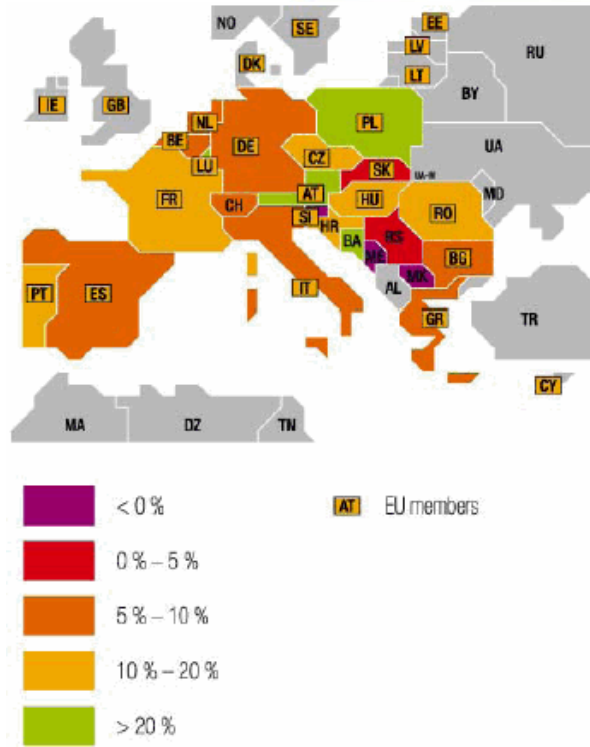 NO
SE
EE
LV
LT
RU
DK
BY
IE
GB
NL
PL
BE
DE
UA
LU
CZ
SK
UA-W
FR
AT
MD
CH
HU
RO
SI
HR
BA
RS
ME
BG
MK
PT
ES
IT
AL
GR
TR
CY
MA
DZ
TN
< 0 %
AT EU members
0 % – 5 %
5 % – 10 %
10 % – 20 %
> 20 %